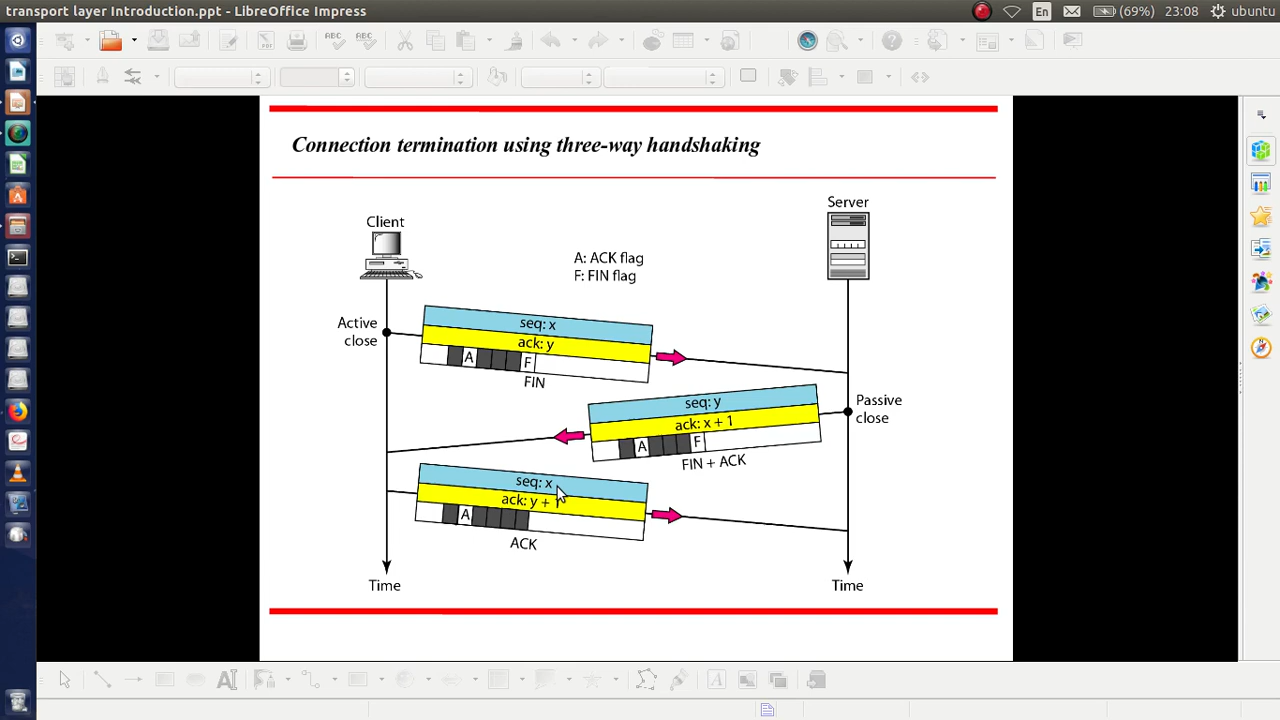 transport layer Introduction.ppt - LibreOffice Impress
En
(69%)
23:08
ubuntu
Connection termination using three-way handshaking
Server
Client
A: ACK flag
F: FIN flag
Active
close
seq: x
ack: y
A
F
FIN
Passive
close
seq: y
ack: x + 1
A
F
FIN + ACK
seq: x
ack: y + 1
A
ACK
Time
Time